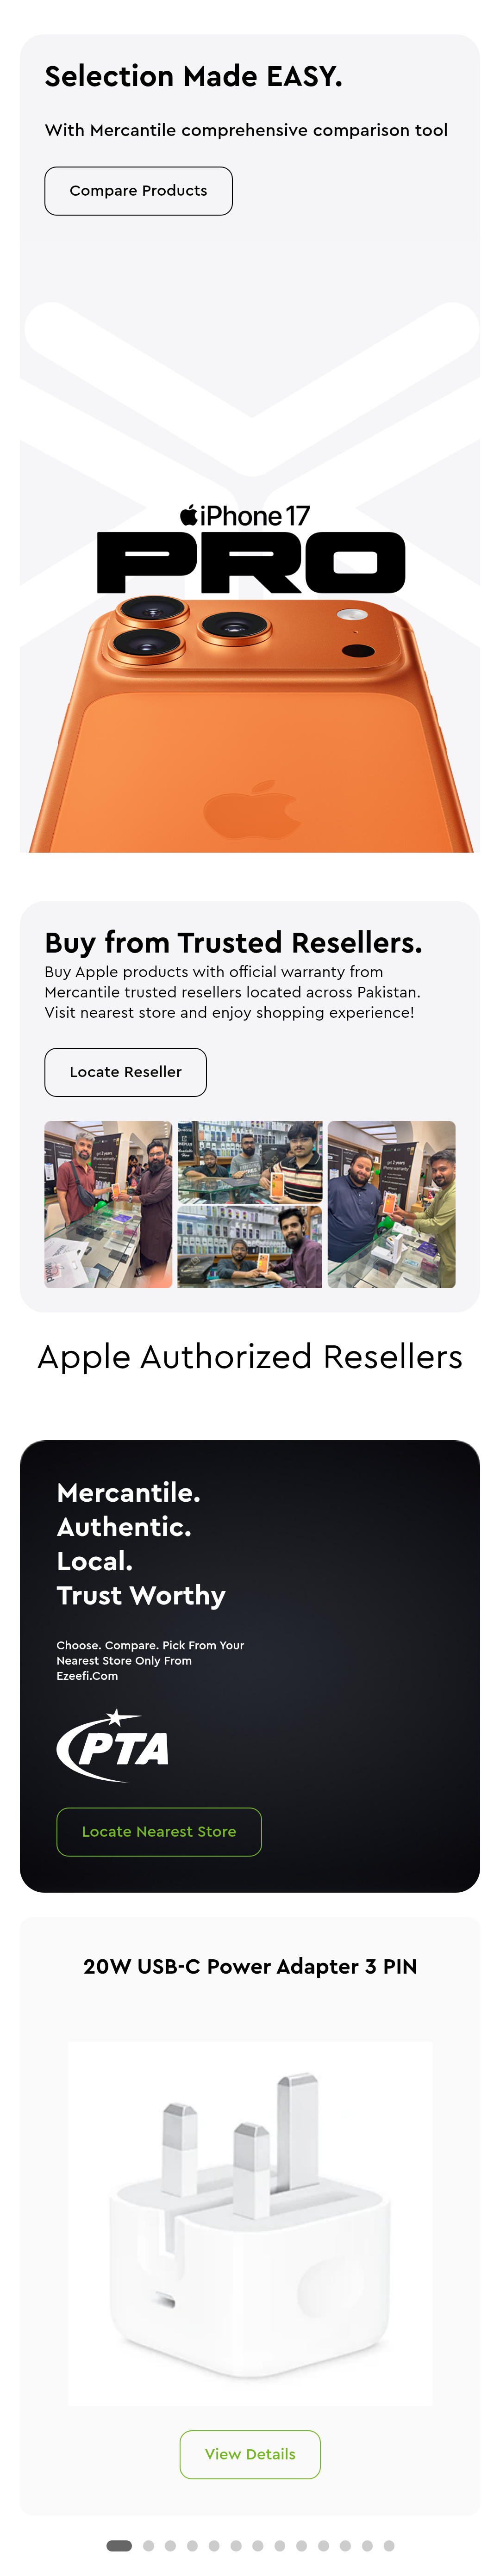 Selection Made EASY.
With Mercantile comprehensive comparison tool
Compare Products
iPhone 17
PRO
Buy from Trusted Resellers.
Buy Apple products with official warranty from
Mercantile trusted resellers located across Pakistan.
Visit nearest store and enjoy shopping experience!
Locate Reseller
Apple Authorized Resellers
Mercantile.
Authentic.
Local.
Trust Worthy
Choose. Compare. Pick From Your
Nearest Store Only From
Ezeefi.Com
PTA
Locate Nearest Store
20W USB-C Power Adapter 3 PIN
View Details